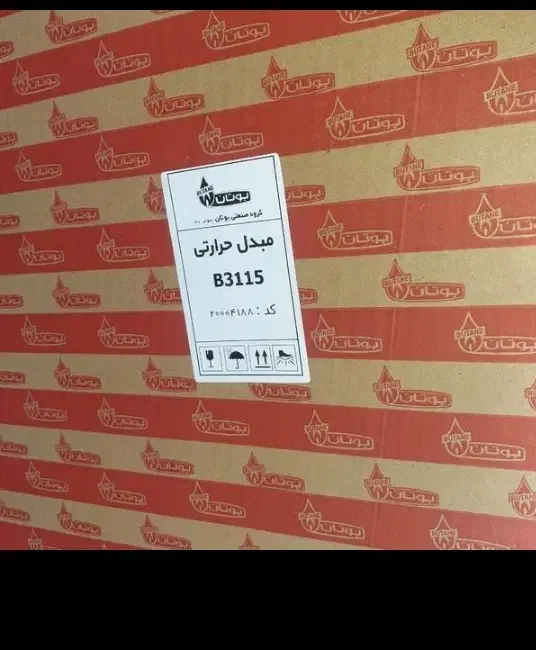 BUTANE
بوتان
گروه صنعتی بوتان
مبدل حرارتی
B3115
کد : ۲۰۰۰۴۱۸۸